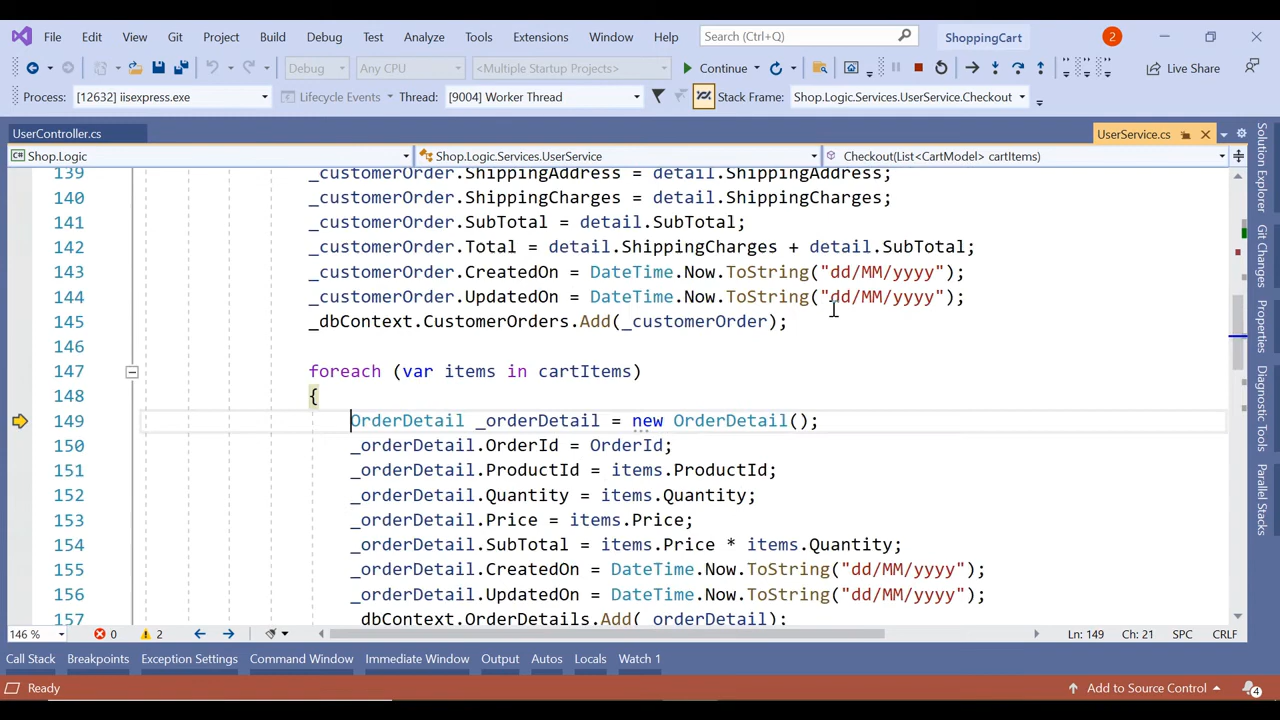 File Edit View Git Project Build Debug Test Analyze Tools Extensions Window Help Search (Ctrl+Q) ShoppingCart 2
Debug Any CPU <Multiple Startup Projects> Continue Live Share
Process: [12632] iisexpress.exe Lifecycle Events Thread: [9004] Worker Thread Stack Frame: Shop.Logic.Services.UserService.Checkout
UserController.cs UserService.cs
C# Shop.Logic Shop.Logic.Services.UserService Checkout(List<CartModel> cartItems)
139 _customerOrder.ShippingAddress = detail.ShippingAddress;
140 _customerOrder.ShippingCharges = detail.ShippingCharges;
141 _customerOrder.SubTotal = detail.SubTotal;
142 _customerOrder.Total = detail.ShippingCharges + detail.SubTotal;
143 _customerOrder.CreatedOn = DateTime.Now.ToString("dd/MM/yyyy");
144 _customerOrder.UpdatedOn = DateTime.Now.ToString("dd/MM/yyyy");
145 _dbContext.CustomerOrders.Add(_customerOrder);
146
147 foreach (var items in cartItems)
148 {
149 OrderDetail _orderDetail = new OrderDetail();
150 _orderDetail.OrderId = OrderId;
151 _orderDetail.ProductId = items.ProductId;
152 _orderDetail.Quantity = items.Quantity;
153 _orderDetail.Price = items.Price;
154 _orderDetail.SubTotal = items.Price * items.Quantity;
155 _orderDetail.CreatedOn = DateTime.Now.ToString("dd/MM/yyyy");
156 _orderDetail.UpdatedOn = DateTime.Now.ToString("dd/MM/yyyy");
157 _dbContext.OrderDetails.Add(_orderDetail);
146 % 0 2 Ln: 149 Ch: 21 SPC CRLF
Call Stack Breakpoints Exception Settings Command Window Immediate Window Output Autos Locals Watch 1
Ready Add to Source Control 4
Solution Explorer
Git Changes
Properties
Diagnostic Tools
Parallel Stacks